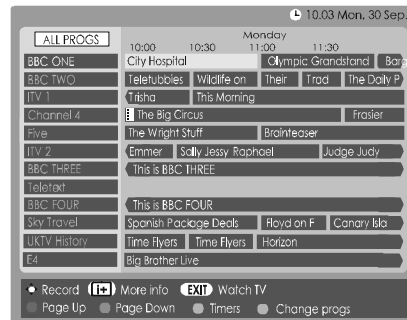 10.03 Mon, 30 Sep.
ALL PROGS
Monday
10:00 10:30 11:00 11:30
BBC ONE City Hospital Olympic Grandstand Barg
BBC TWO Teletubbies Wildlife on Their Trad The Daily P
ITV 1 Trisha This Morning
Channel 4 The Big Circus Frasier
Five The Wright Stuff Brainteaser
ITV 2 Emmer Sally Jessy Raphael Judge Judy
BBC THREE This is BBC THREE
Teletext
BBC FOUR This is BBC FOUR
Sky Travel Spanish Package Deals Floyd on F Canary Isla
UKTV History Time Flyers Time Flyers Horizon
E4 Big Brother Live
Record i+ More info EXIT Watch TV
Page Up Page Down Timers Change progs